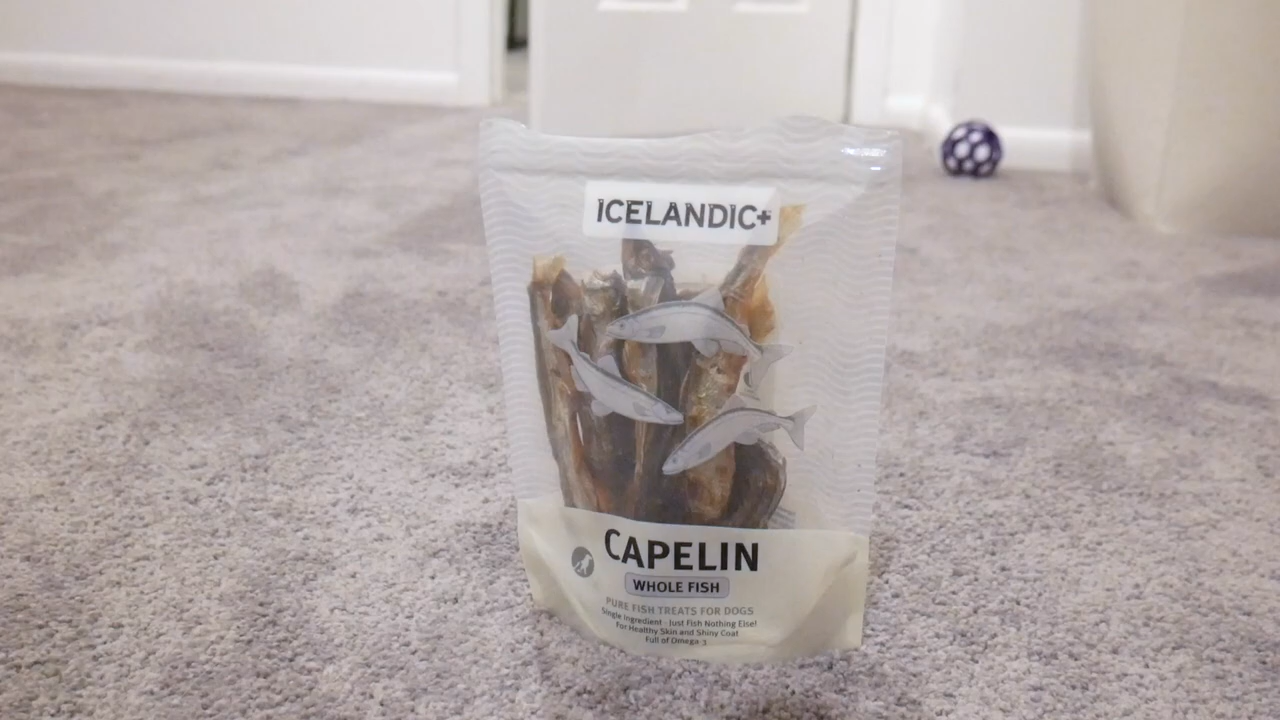 ICELANDIC+
CAPELIN
WHOLE FISH
PURE FISH TREATS FOR DOGS
Single Ingredient - Just Fish Nothing Else!
For Healthy Skin and Shiny Coat
Full of Omega-3